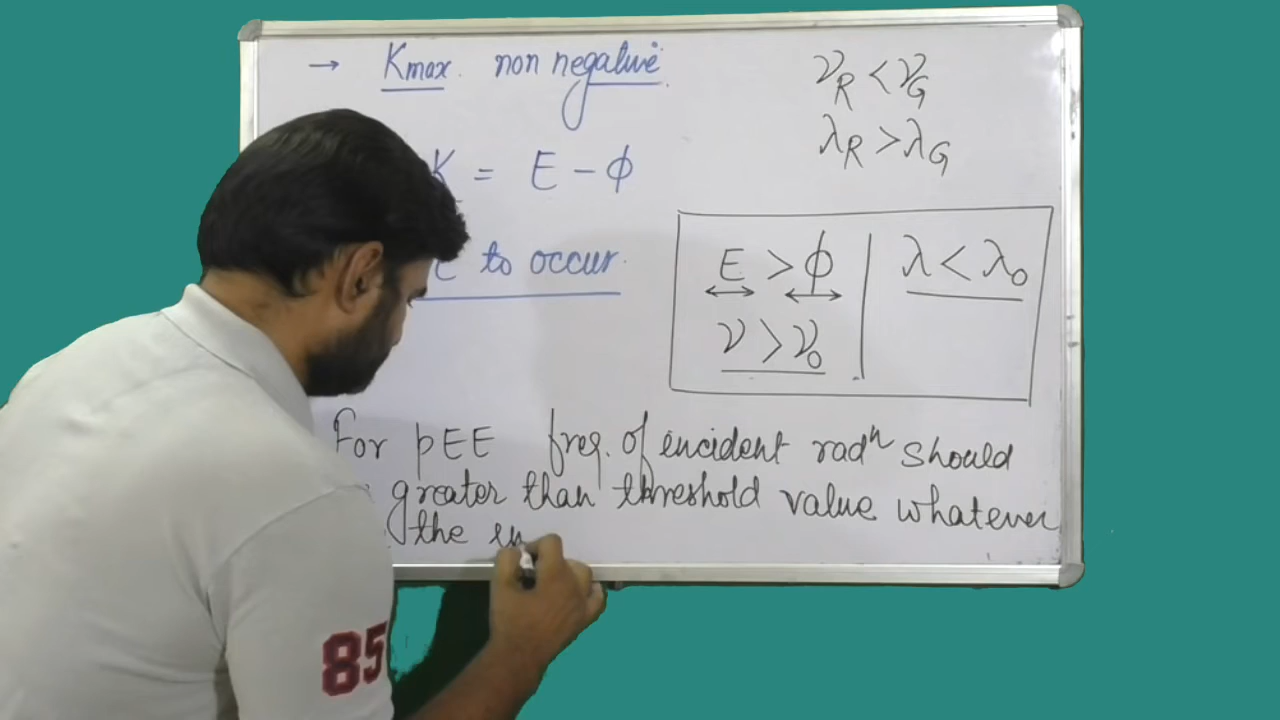 → Kmax. non negative.
K = E - ϕ
to occur.
νR < νG
λR > λG
E > ϕ
ν > ν₀
λ < λ₀
For pEE freq. of incident radⁿ should
greater than threshold value whatever
the
85